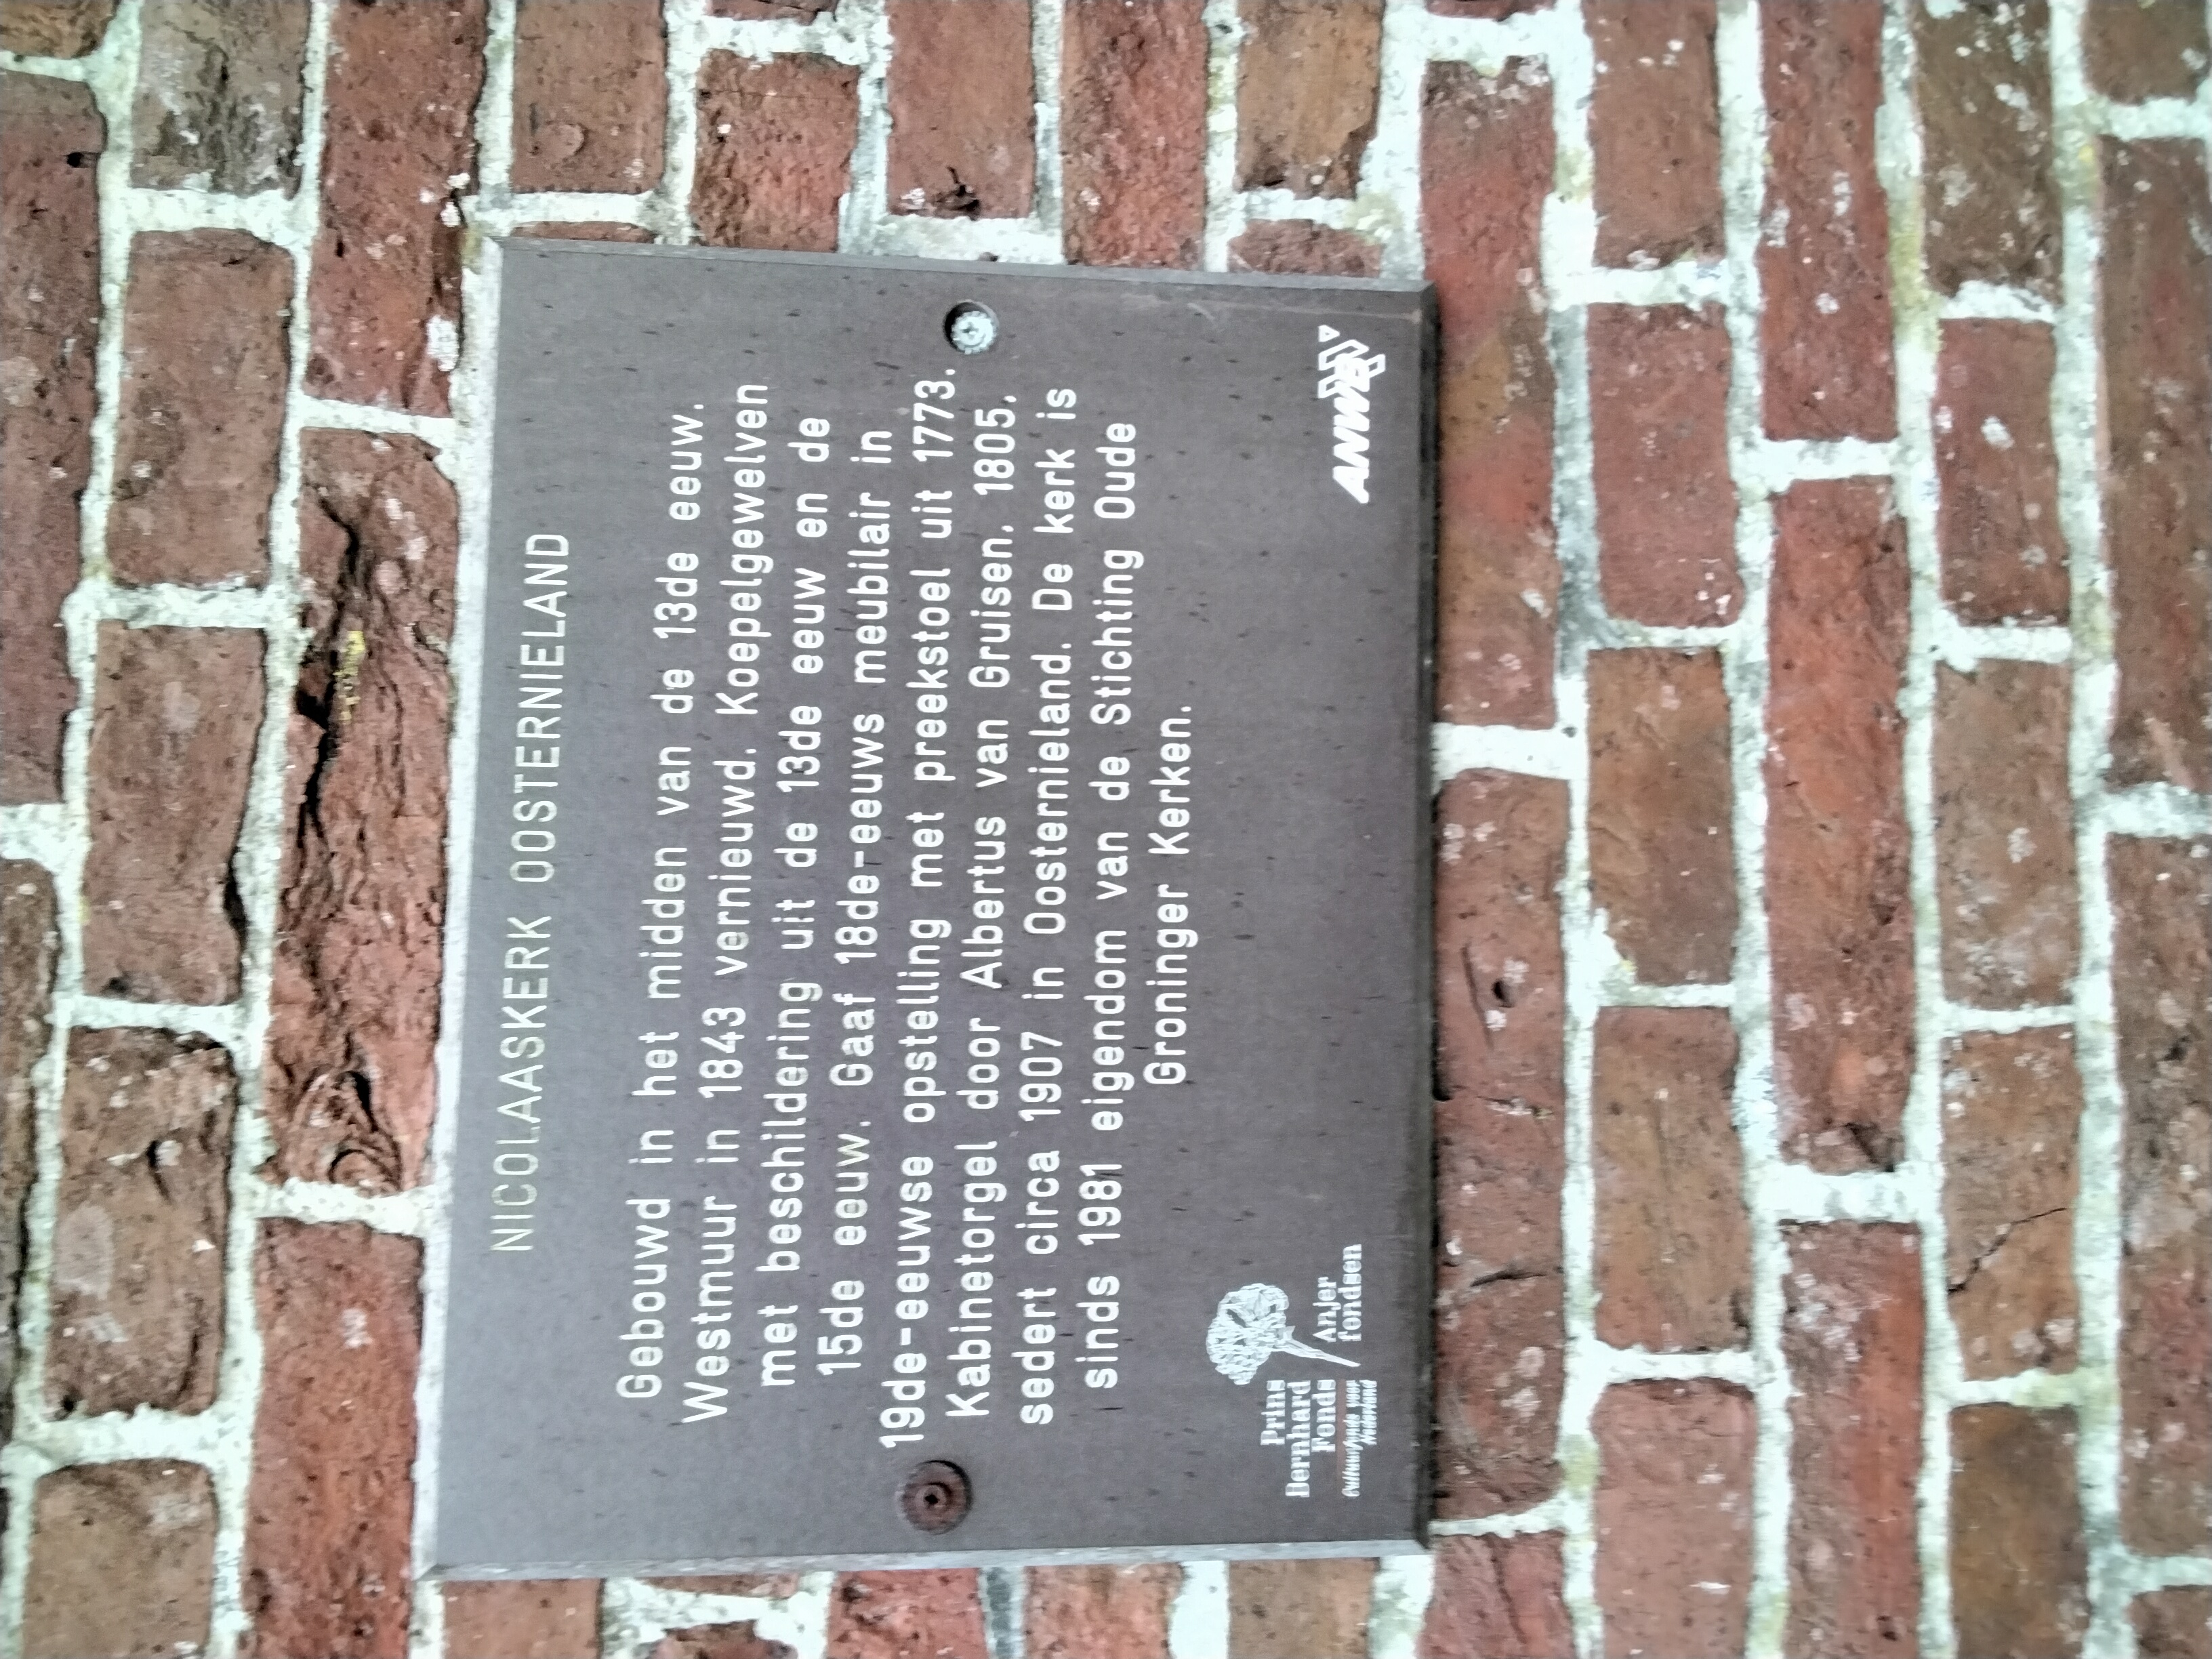 NICOLAASKERK OOSTERNIELAND
Gebouwd in het midden van de 13de eeuw.
Westmuur in 1843 vernieuwd. Koepelgewelven
met beschildering uit de 13de eeuw en de
15de eeuw. Gaaf 18de-eeuws meubilair in
19de-eeuwse opstelling met preekstoel uit 1773.
Kabinetorgel door Albertus van Gruisen, 1805,
sedert circa 1907 in Oosternieland. De kerk is
sinds 1981 eigendom van de Stichting Oude
Groninger Kerken.
Prins
Bernhard
Fonds
Cultuurfonds voor
Nederland
Anjer
fondsen
ANWB